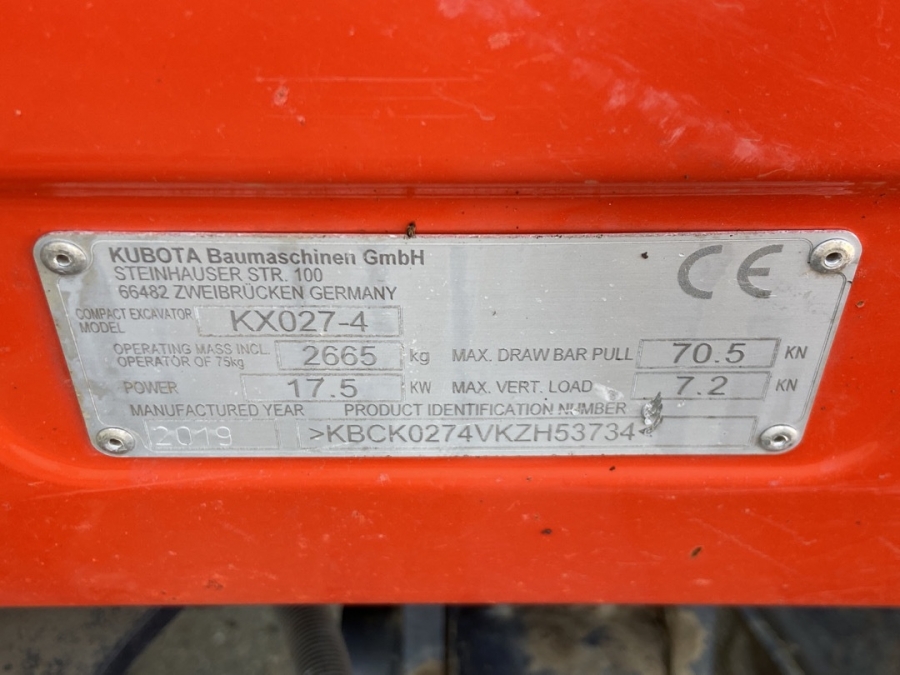 KUBOTA Baumaschinen GmbH
STEINHAUSER STR. 100
66482 ZWEIBRÜCKEN GERMANY
CE
COMPACT EXCAVATOR
MODEL KX027-4
OPERATING MASS INCL.
OPERATOR OF 75kg 2665 kg MAX. DRAW BAR PULL 70.5 KN
POWER 17.5 KW MAX. VERT. LOAD 7.2 KN
MANUFACTURED YEAR PRODUCT IDENTIFICATION NUMBER
2019 >KBCK0274VKZH53734